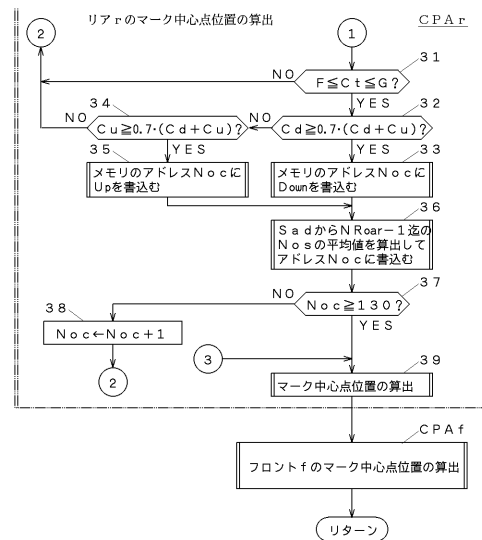 リアｒのマーク中心点位置の算出
ＣＰＡｒ
2
1
31
Ｆ≦Ｃｔ≦Ｇ？
NO
YES
34
32
Ｃｕ≧0.7･(Ｃｄ＋Ｃｕ)？
NO
Ｃｄ≧0.7･(Ｃｄ＋Ｃｕ)？
NO
YES
YES
35
33
メモリのアドレスＮｏｃに
Upを書込む
メモリのアドレスＮｏｃに
Downを書込む
36
ＳａｄからＮＲｏａｒ－１迄の
Ｎｏｓの平均値を算出して
アドレスＮｏｃに書込む
37
Ｎｏｃ≧１３０？
NO
YES
38
Ｎｏｃ←Ｎｏｃ＋１
2
3
39
マーク中心点位置の算出
ＣＰＡｆ
フロントｆのマーク中心点位置の算出
リターン